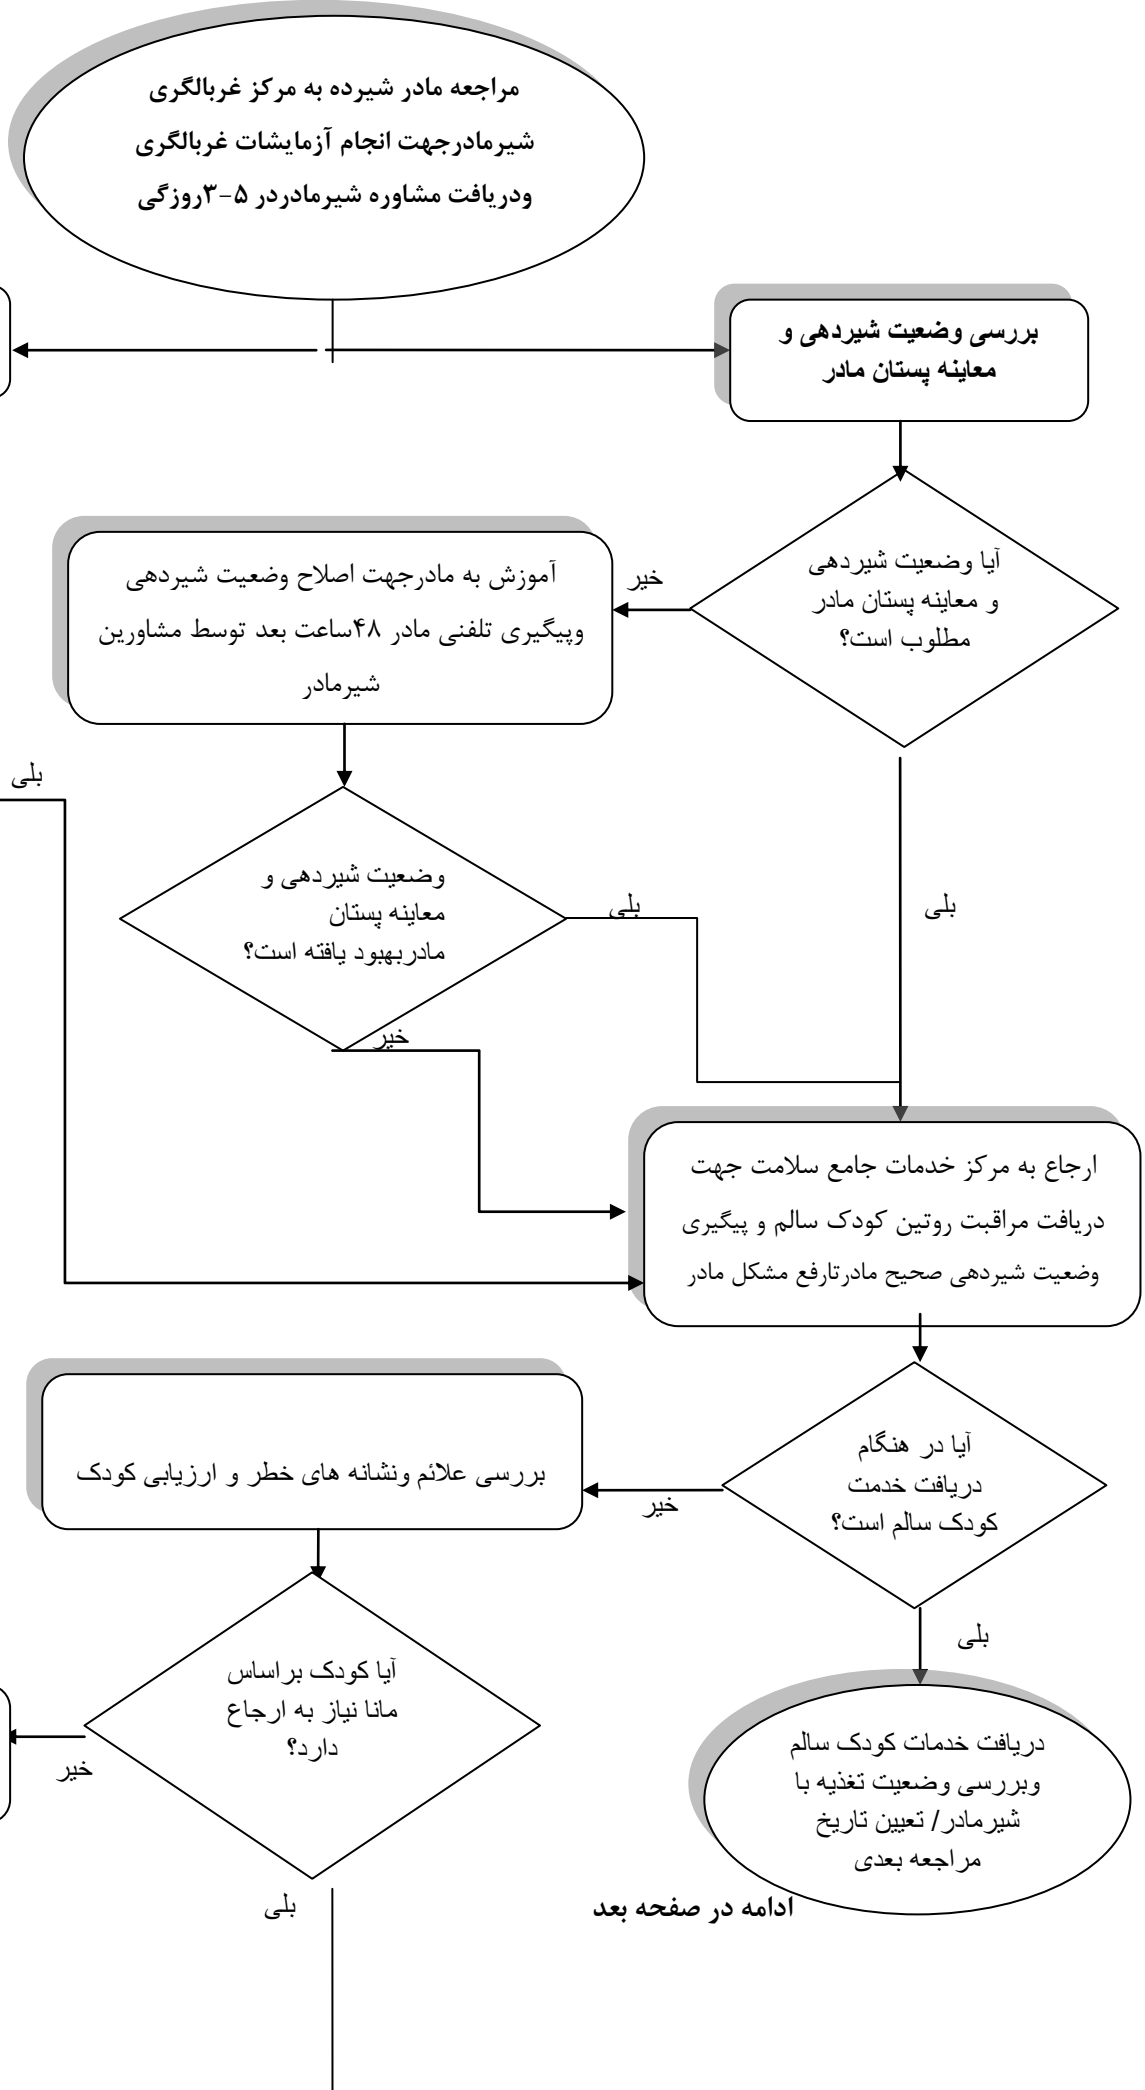 مراجعه مادر شیرده به مرکز غربالگری
شیرمادرجهت انجام آزمایشات غربالگری
ودریافت مشاوره شیرمادردر ۵-۳روزگی
بررسی وضعیت شیردهی و
معاینه پستان مادر
آیا وضعیت شیردهی
و معاینه پستان مادر
مطلوب است؟
خیر
آموزش به مادرجهت اصلاح وضعیت شیردهی
وپیگیری تلفنی مادر ۴۸ساعت بعد توسط مشاورین
شیرمادر
بلی
وضعیت شیردهی و
معاینه پستان
مادربهبود یافته است؟
بلی
بلی
خیر
ارجاع به مرکز خدمات جامع سلامت جهت
دریافت مراقبت روتین کودک سالم و پیگیری
وضعیت شیردهی صحیح مادرتارفع مشکل مادر
آیا در هنگام
دریافت خدمت
کودک سالم است؟
خیر
بررسی علائم ونشانه های خطر و ارزیابی کودک
بلی
آیا کودک براساس
مانا نیاز به ارجاع
دارد؟
خیر
دریافت خدمات کودک سالم
وبررسی وضعیت تغذیه با
شیرمادر/ تعیین تاریخ
مراجعه بعدی
بلی
ادامه در صفحه بعد